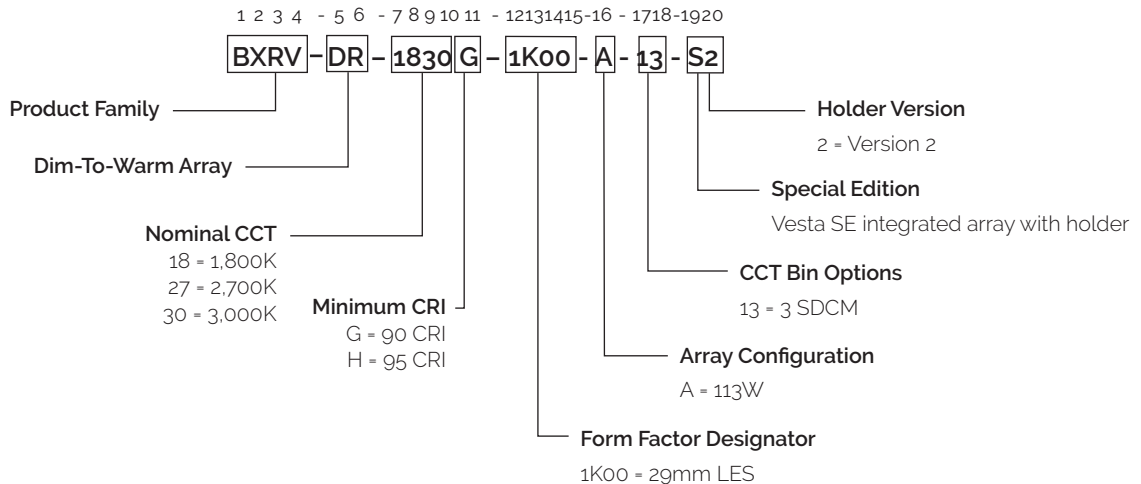 1 2 3 4 - 5 6 - 7 8 9 10 11 - 12131415-16 - 1718-1920
BXRV – DR – 1830 G – 1K00 - A - 13 - S2
Product Family
Holder Version
2 = Version 2
Dim-To-Warm Array
Special Edition
Vesta SE integrated array with holder
Nominal CCT
18 = 1,800K
27 = 2,700K
30 = 3,000K
CCT Bin Options
13 = 3 SDCM
Minimum CRI
G = 90 CRI
H = 95 CRI
Array Configuration
A = 113W
Form Factor Designator
1K00 = 29mm LES